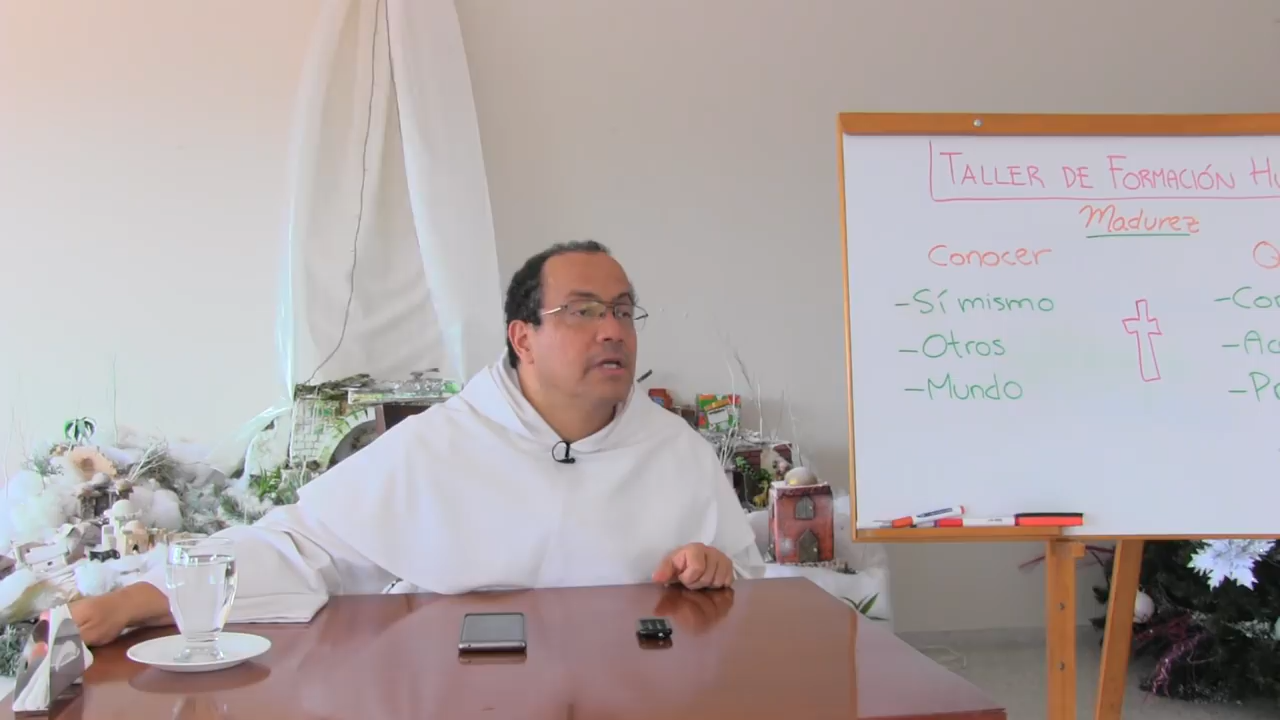 TALLER DE FORMACIÓN
Madurez
Conocer
-Sí mismo
-Otros
-Mundo